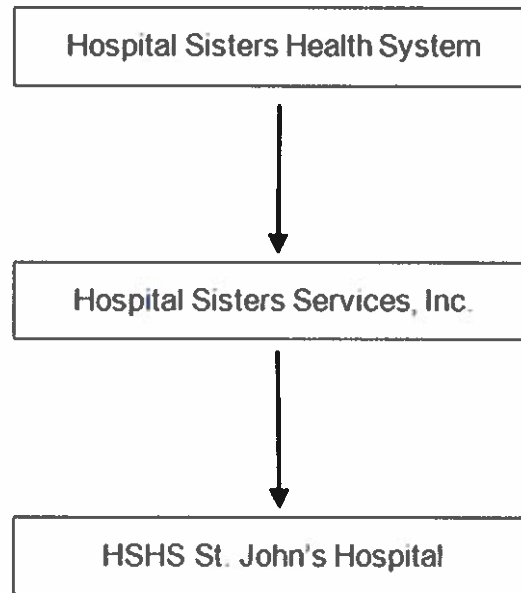 Hospital Sisters Health System
Hospital Sisters Services, Inc.
HSHS St. John's Hospital